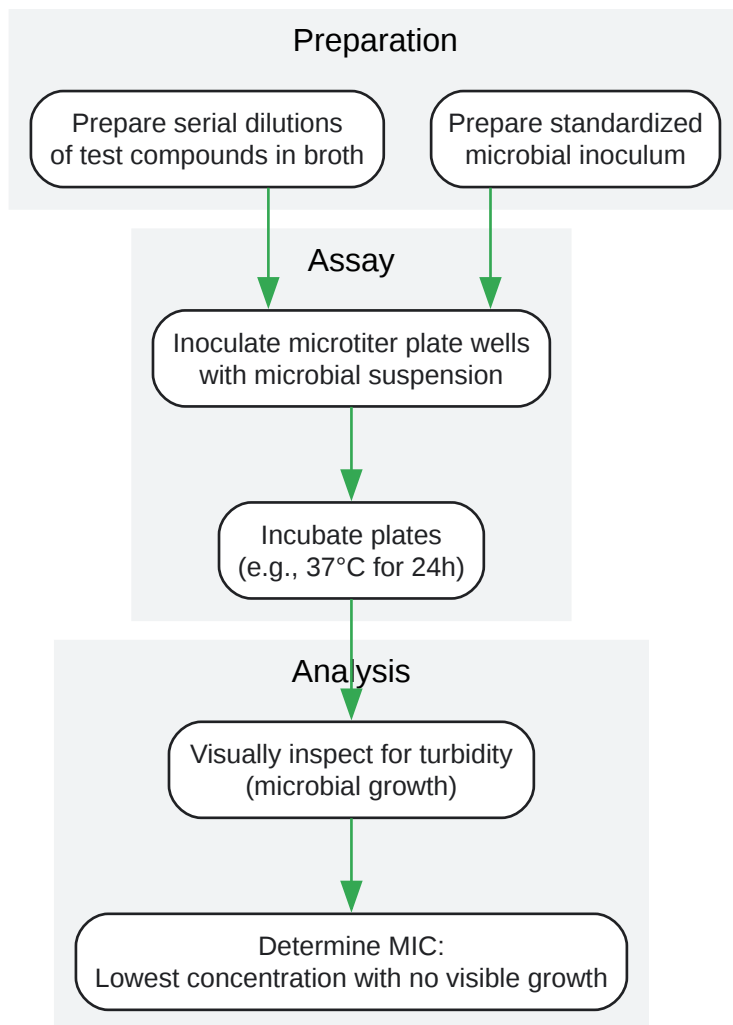 Preparation
Prepare serial dilutions
of test compounds in broth
Prepare standardized
microbial inoculum
Assay
Inoculate microtiter plate wells
with microbial suspension
Incubate plates
(e.g., 37°C for 24h)
Analysis
Visually inspect for turbidity
(microbial growth)
Determine MIC:
Lowest concentration with no visible growth